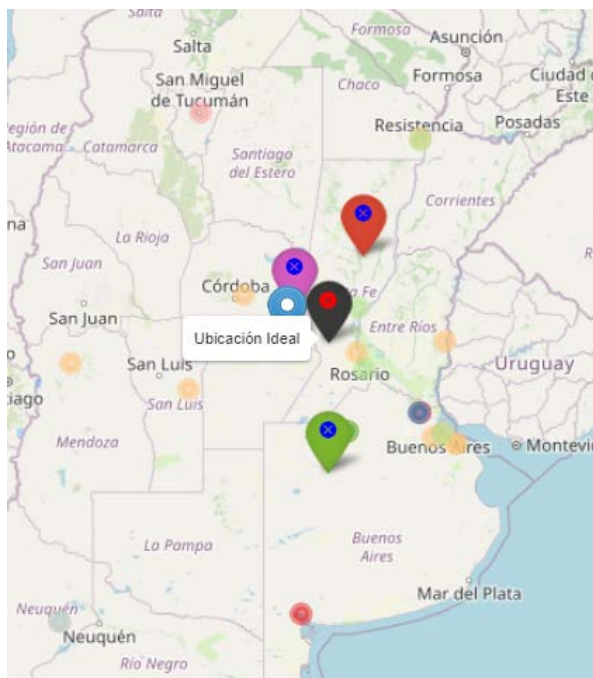 Salta
Formosa
Asunción
Salta
San Miguel
de Tucumán
Chaco
Formosa
Ciudad d
Este
Región de
Atacama
Catamarca
Resistencia
Posadas
Santiago
del Estero
Corrientes
na
La Rioja
San Juan
Córdoba
a Fe
San Juan
Ubicación Ideal
Entre Ríos
San Luis
Rosario
Uruguay
tiago
San Luis
Mendoza
Buenos Aires
Montevi
La Pampa
Buenos
Aires
Mar del Plata
Neuquén
Neuquén
Río Negro